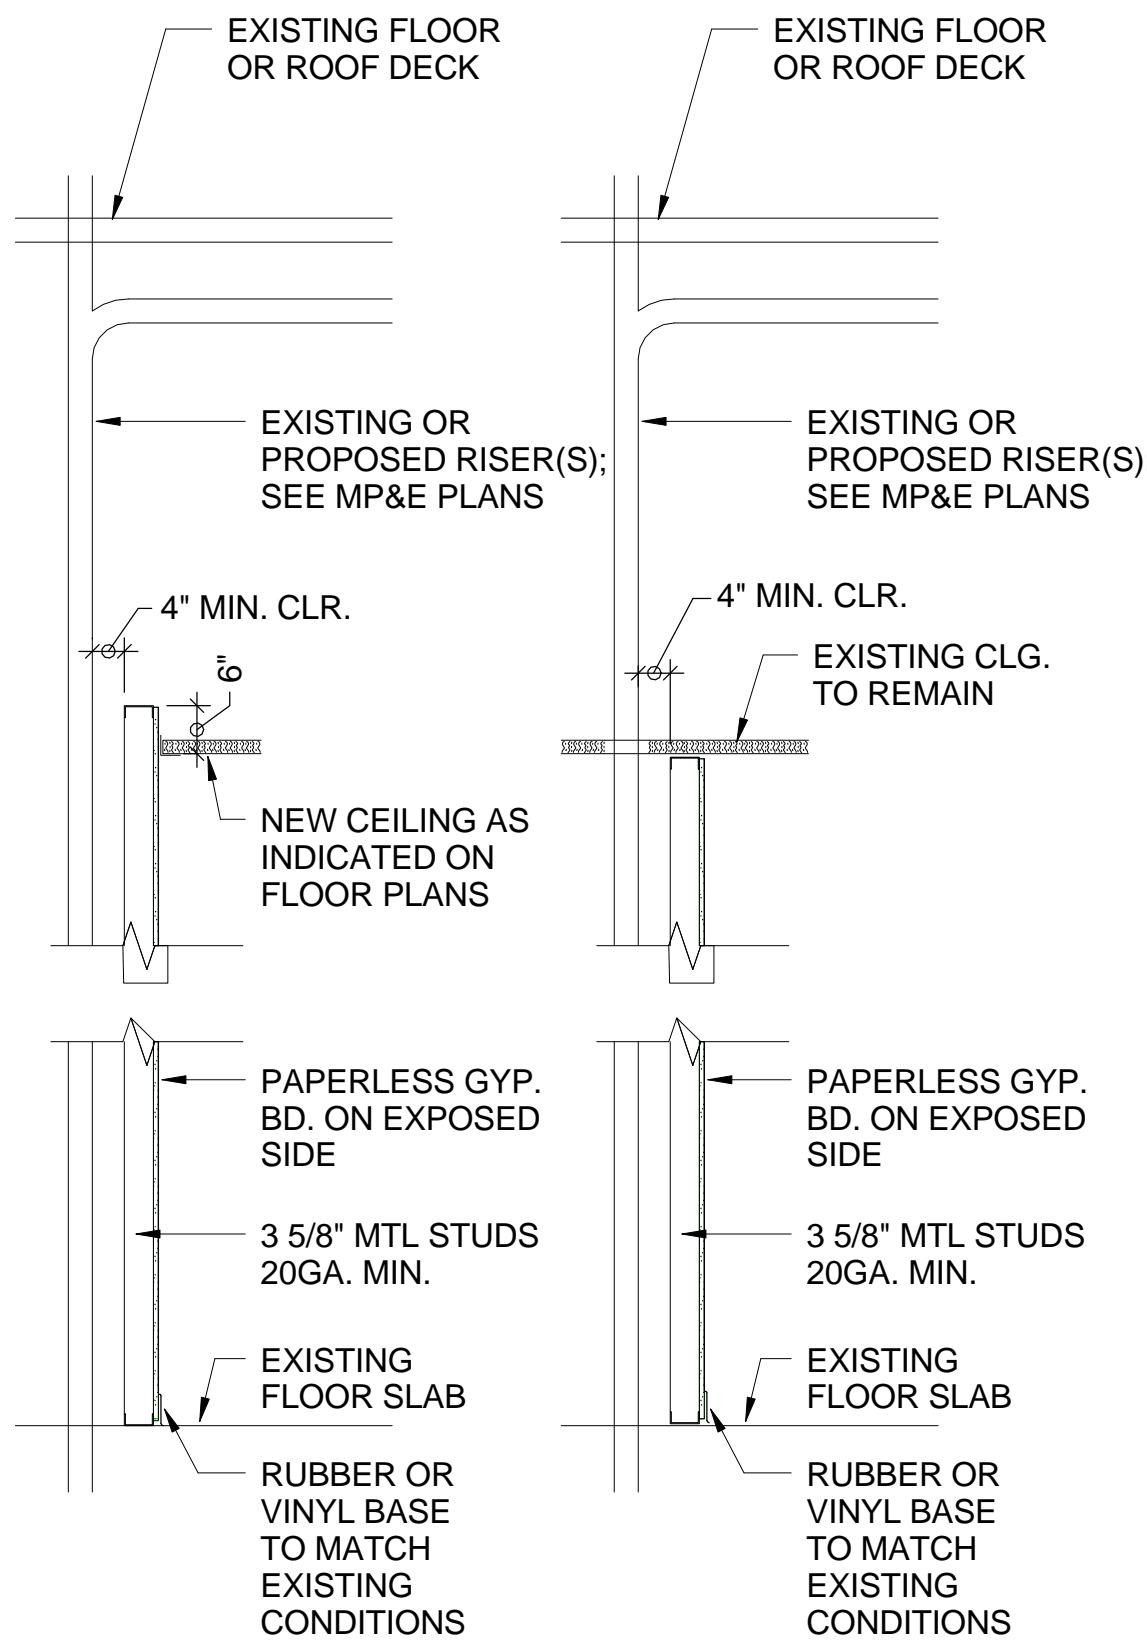 EXISTING FLOOR
OR ROOF DECK
EXISTING OR
PROPOSED RISER(S);
SEE MP&E PLANS
4" MIN. CLR.
6"
NEW CEILING AS
INDICATED ON
FLOOR PLANS
PAPERLESS GYP.
BD. ON EXPOSED
SIDE
3 5/8" MTL STUDS
20GA. MIN.
EXISTING
FLOOR SLAB
RUBBER OR
VINYL BASE
TO MATCH
EXISTING
CONDITIONS
EXISTING FLOOR
OR ROOF DECK
EXISTING OR
PROPOSED RISER(S)
SEE MP&E PLANS
4" MIN. CLR.
EXISTING CLG.
TO REMAIN
PAPERLESS GYP.
BD. ON EXPOSED
SIDE
3 5/8" MTL STUDS
20GA. MIN.
EXISTING
FLOOR SLAB
RUBBER OR
VINYL BASE
TO MATCH
EXISTING
CONDITIONS